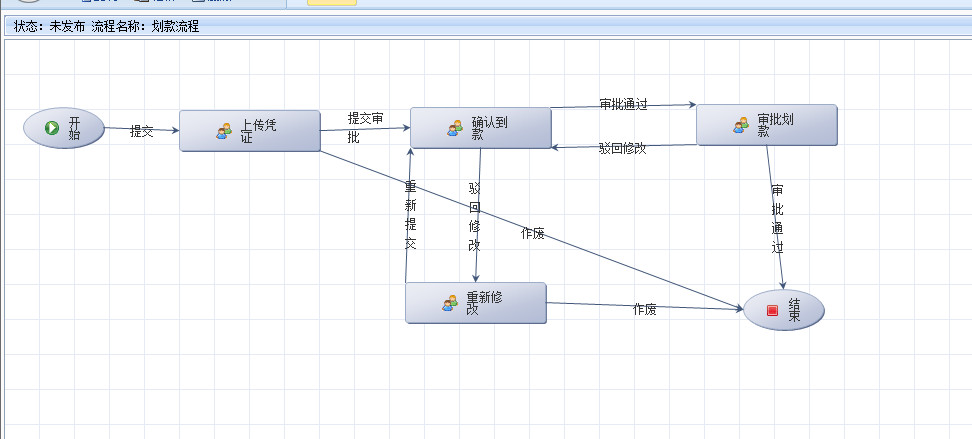 状态：未发布 流程名称：划款流程
开
始
提交
上传凭
证
提交审
批
确认到
款
审批通过
驳回修改
审批划
款
重
新
提
交
驳
回
修
改
作废
审
批
通
过
重新修
改
作废
结
束